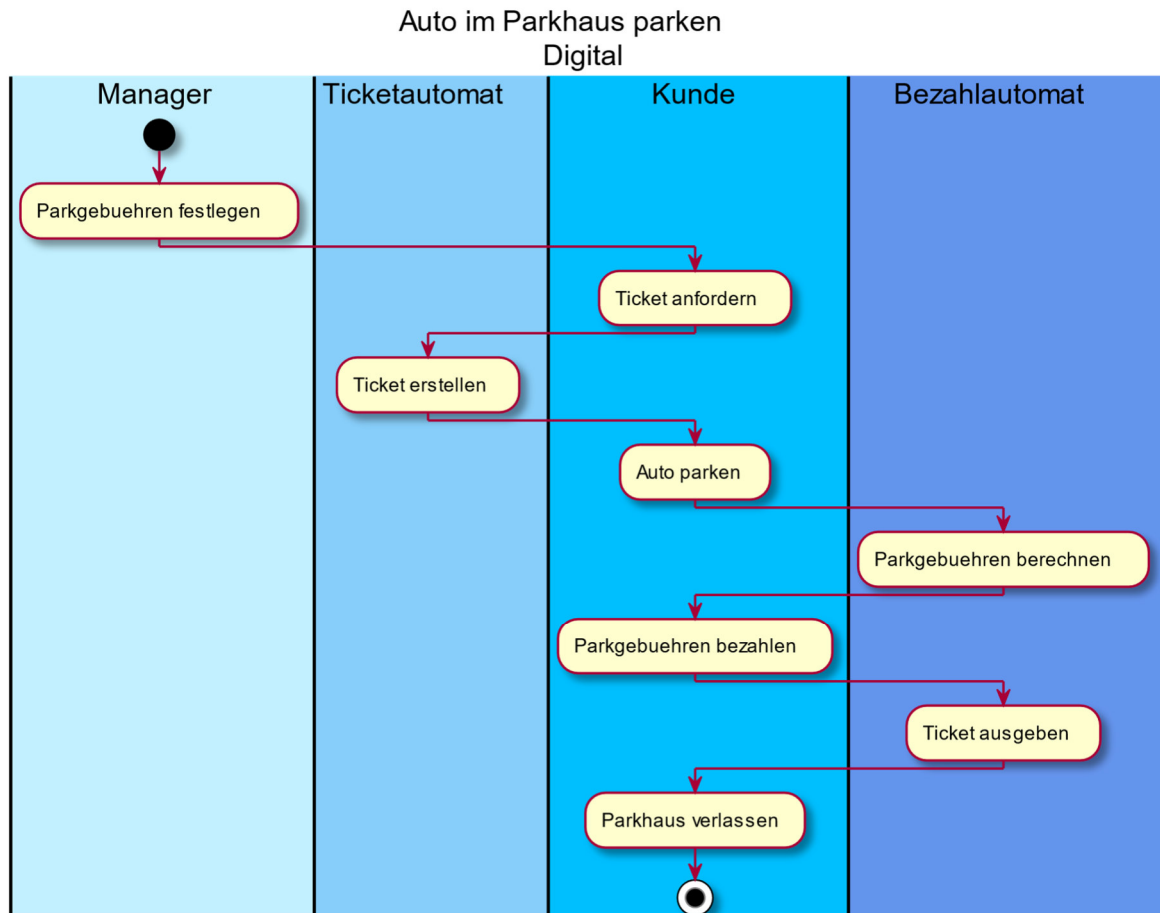 Auto im Parkhaus parken
Digital
Manager
Ticketautomat
Kunde
Bezahlautomat
Parkgebuehren festlegen
Ticket anfordern
Ticket erstellen
Auto parken
Parkgebuehren berechnen
Parkgebuehren bezahlen
Ticket ausgeben
Parkhaus verlassen